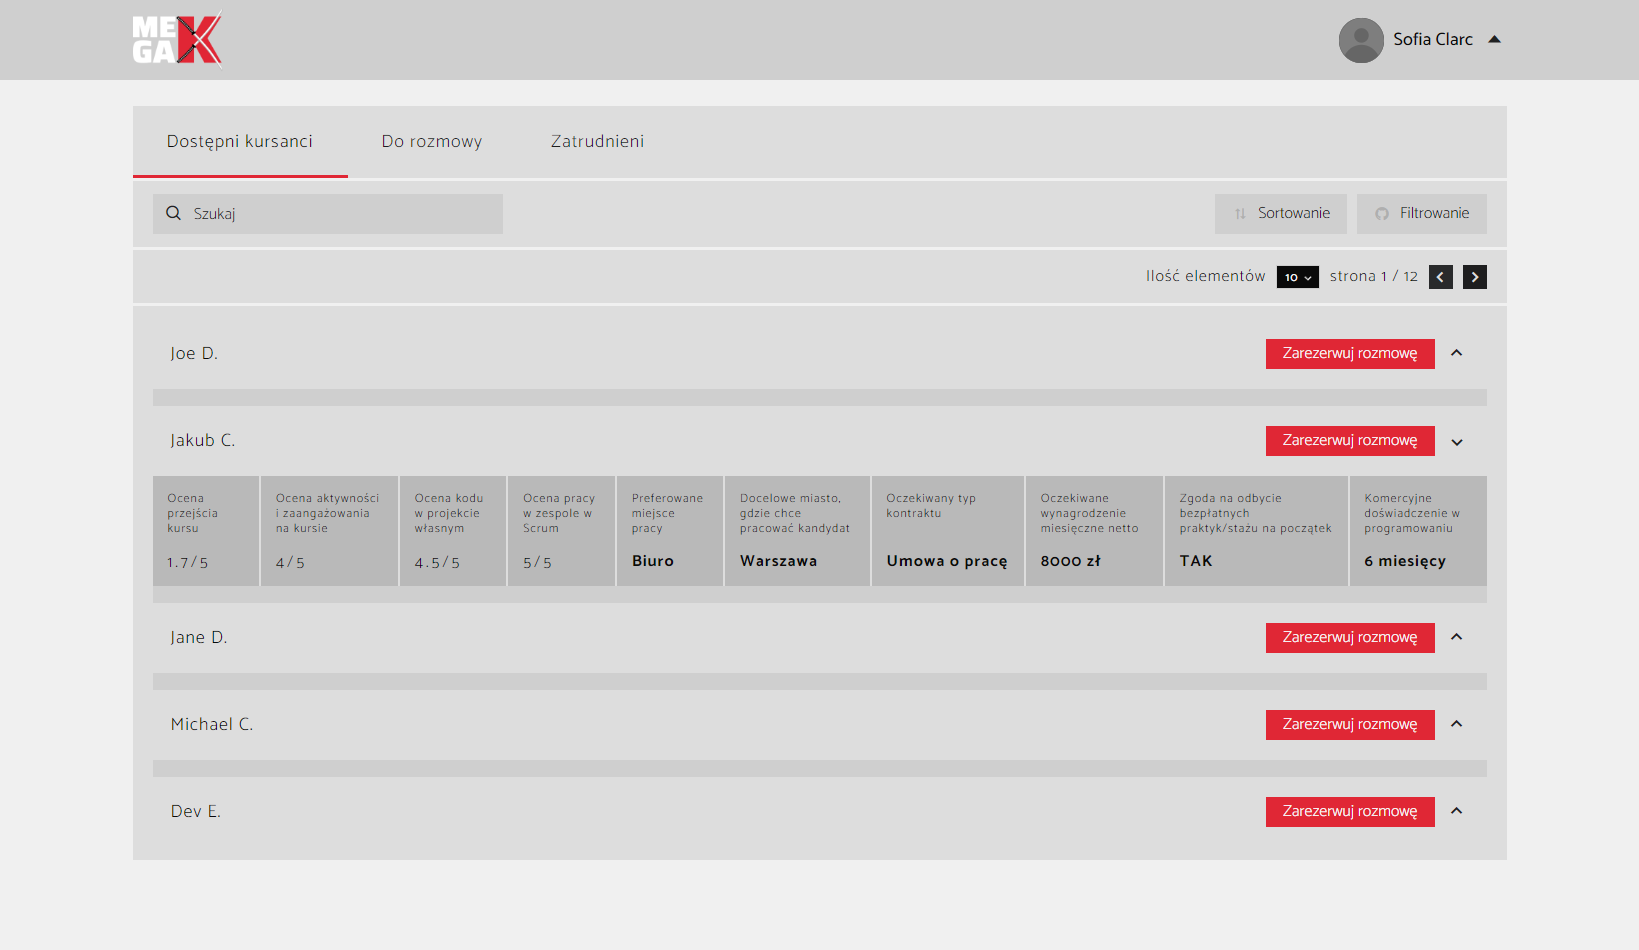 ME
GA K
Sofia Clarc
Dostępni kursanci
Do rozmowy
Zatrudnieni
Szukaj
Sortowanie
Filtrowanie
Ilość elementów 10 strona 1 / 12
Joe D.
Zarezerwuj rozmowę
Jakub C.
Zarezerwuj rozmowę
Ocena
przejścia
kursu
1.7/5
Ocena aktywności
i zaangażowania
na kursie
4/5
Ocena kodu
w projekcie
własnym
4.5/5
Ocena pracy
w zespole w
Scrum
5/5
Preferowane
miejsce
pracy
Biuro
Docelowe miasto,
gdzie chce
pracować kandydat
Warszawa
Oczekiwany typ
kontraktu
Umowa o pracę
Oczekiwane
wynagrodzenie
miesięczne netto
8000 zł
Zgoda na odbycie
bezpłatnych
praktyk/stażu na początek
TAK
Komercyjne
doświadczenie w
programowaniu
6 miesięcy
Jane D.
Zarezerwuj rozmowę
Michael C.
Zarezerwuj rozmowę
Dev E.
Zarezerwuj rozmowę